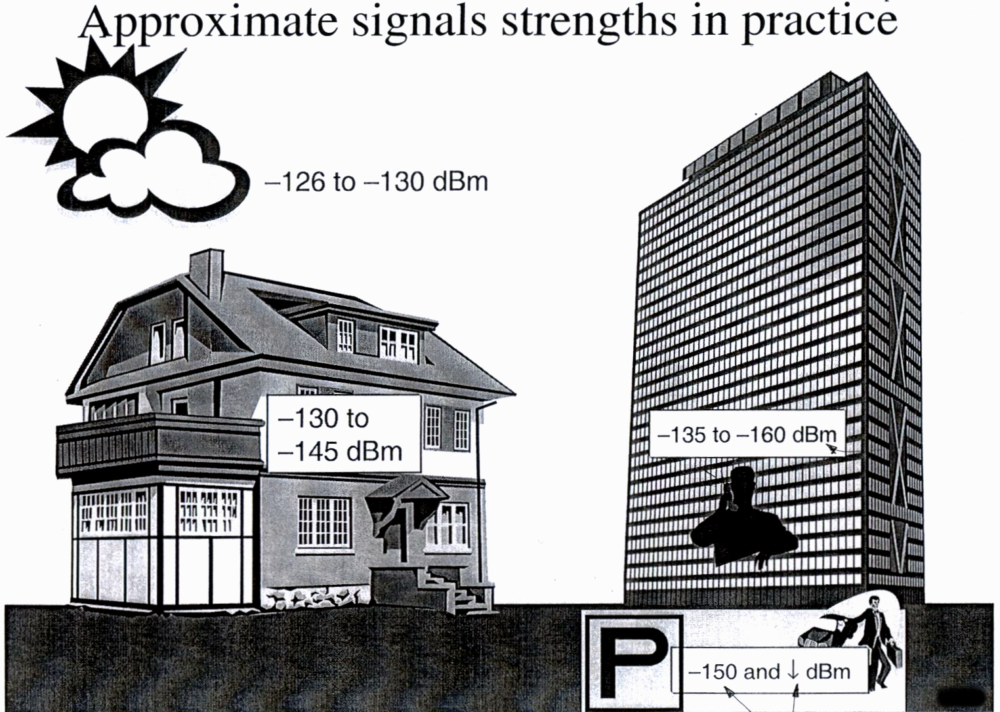 Approximate signals strengths in practice
–126 to –130 dBm
–130 to
–145 dBm
–135 to –160 dBm
P
–150 and ↓ dBm